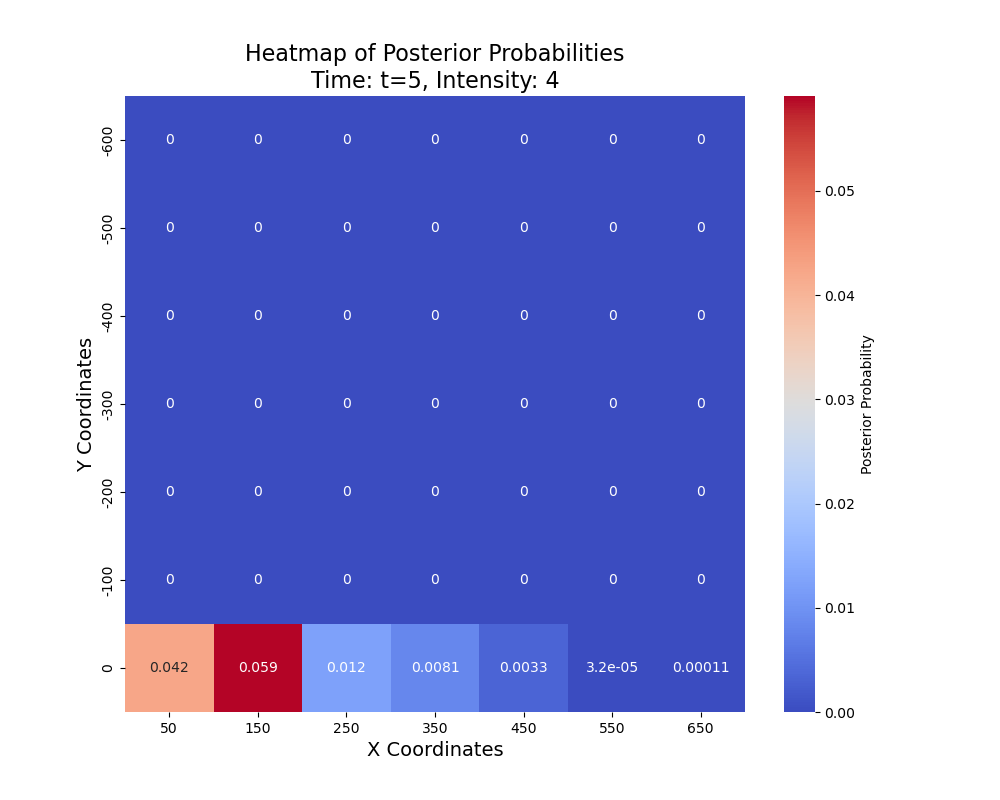 Heatmap of Posterior Probabilities
Time: t=5, Intensity: 4
-600 0 0 0 0 0 0 0
-500 0 0 0 0 0 0 0
-400 0 0 0 0 0 0 0
-300 0 0 0 0 0 0 0
-200 0 0 0 0 0 0 0
-100 0 0 0 0 0 0 0
0 0.042 0.059 0.012 0.0081 0.0033 3.2e-05 0.00011
50 150 250 350 450 550 650
X Coordinates
Y Coordinates
0.05
0.04
0.03
0.02
0.01
0.00
Posterior Probability